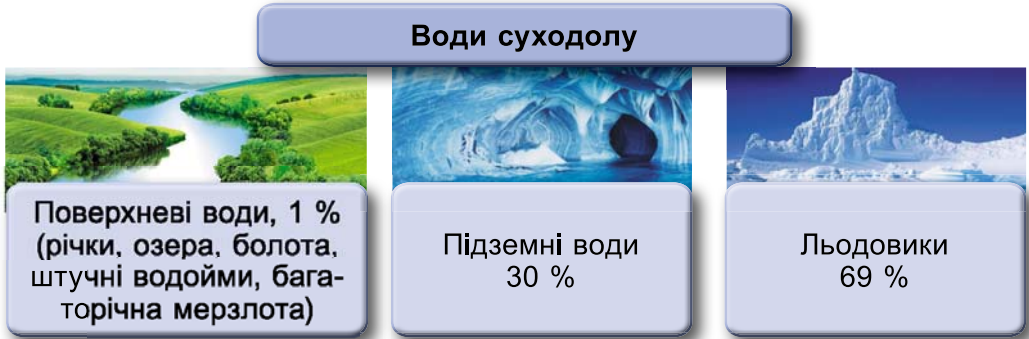 Води суходолу
Поверхневі води, 1 %
(річки, озера, болота,
штучні водойми, бага-
торічна мерзлота)
Підземні води
30 %
Льодовики
69 %